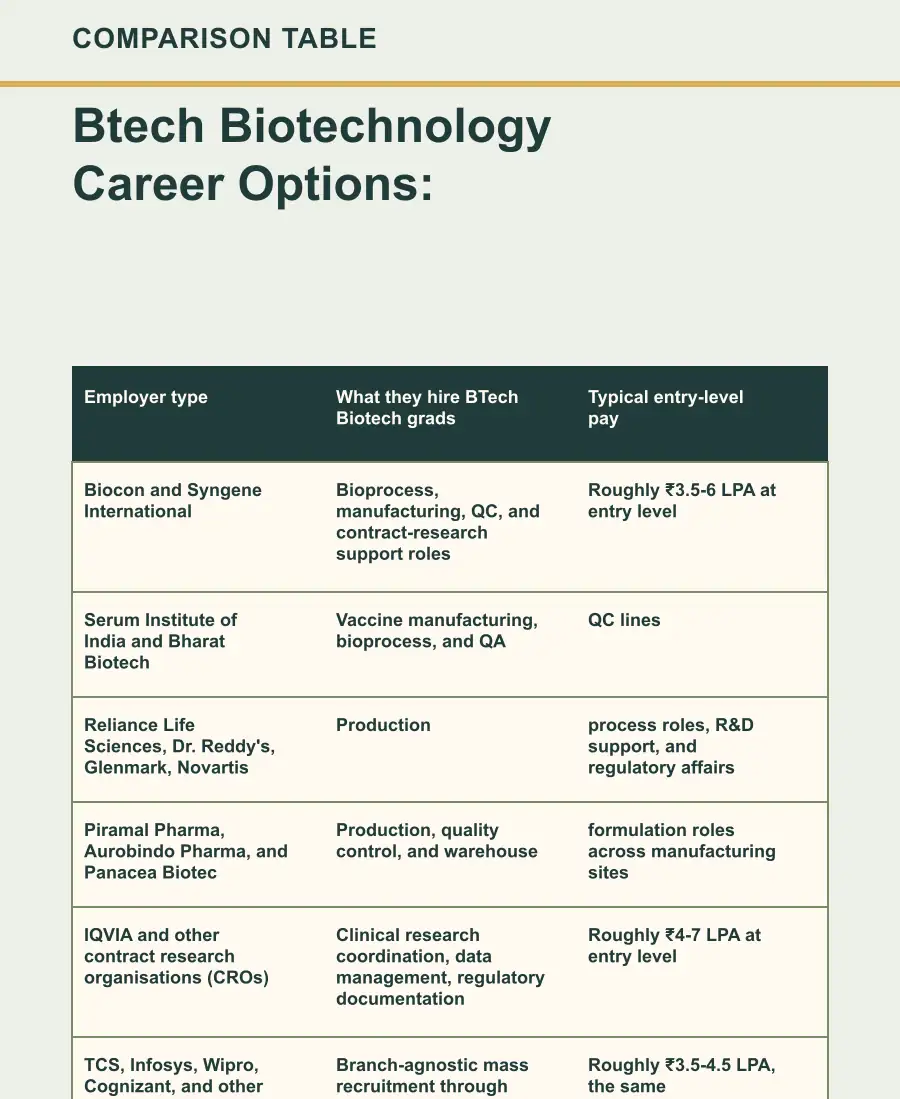 COMPARISON TABLE
Btech Biotechnology
Career Options:
Employer type
What they hire BTech
Biotech grads
Typical entry-level
pay
Biocon and Syngene
International
Bioprocess,
manufacturing, QC, and
contract-research
support roles
Roughly ₹3.5-6 LPA at
entry level
Serum Institute of
India and Bharat
Biotech
Vaccine manufacturing,
bioprocess, and QA
QC lines
Reliance Life
Sciences, Dr. Reddy's,
Glenmark, Novartis
Production
process roles, R&D
support, and
regulatory affairs
Piramal Pharma,
Aurobindo Pharma, and
Panacea Biotec
Production, quality
control, and warehouse
formulation roles
across manufacturing
sites
IQVIA and other
contract research
organisations (CROs)
Clinical research
coordination, data
management, regulatory
documentation
Roughly ₹4-7 LPA at
entry level
TCS, Infosys, Wipro,
Cognizant, and other
Branch-agnostic mass
recruitment through
Roughly ₹3.5-4.5 LPA,
the same